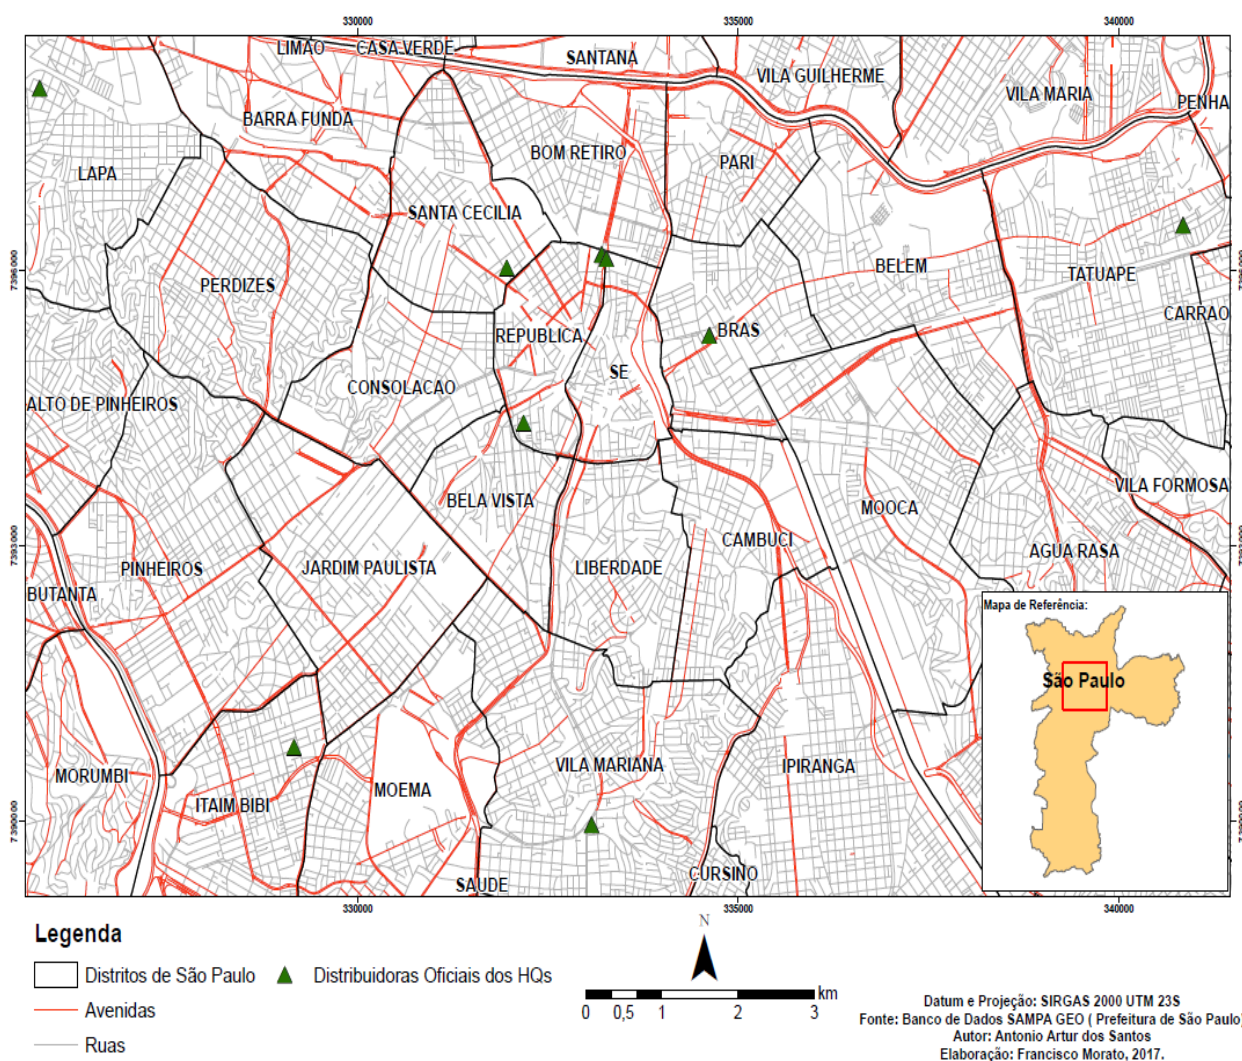 330000
335000
340000
LIMAO
CASA VERDE
SANTANA
VILA GUILHERME
VILA MARIA
PENHA
BARRA FUNDA
BOM RETIRO
PARI
LAPA
SANTA CECILIA
7396000
PERDIZES
BELEM
TATUAPE
7396000
CARRAO
REPUBLICA
BRAS
SE
CONSOLACAO
ALTO DE PINHEIROS
BELA VISTA
MOOCA
VILA FORMOSA
7393000
CAMBUCI
AGUA RASA
7393000
PINHEIROS
JARDIM PAULISTA
LIBERDADE
BUTANTA
Mapa de Referência:
São Paulo
MORUMBI
VILA MARIANA
IPIRANGA
MOEMA
ITAIM BIBI
7390000
7390000
SAUDE
CURSINO
330000
335000
340000
N
Legenda
Distritos de São Paulo
Distribuidoras Oficiais dos HQs
Avenidas
Ruas
km
0 0,5 1 2 3
Datum e Projeção: SIRGAS 2000 UTM 23S
Fonte: Banco de Dados SAMPA GEO ( Prefeitura de São Paulo)
Autor: Antonio Artur dos Santos
Elaboração: Francisco Morato, 2017.